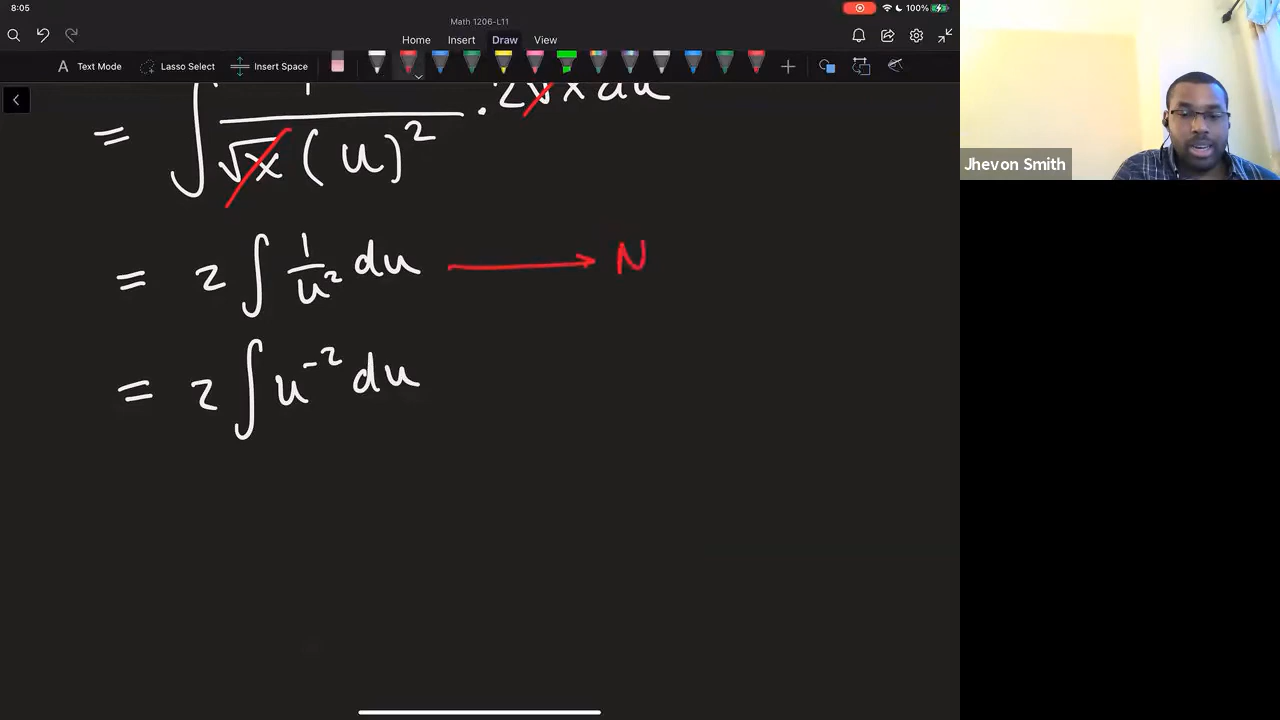 8:05
100%
Math 1206-L11
Home Insert Draw View
Text Mode Lasso Select Insert Space
= ∫ 1/(√x (u)²) · 2√x du
= 2 ∫ 1/u² du → N
= 2 ∫ u⁻² du
Jhevon Smith